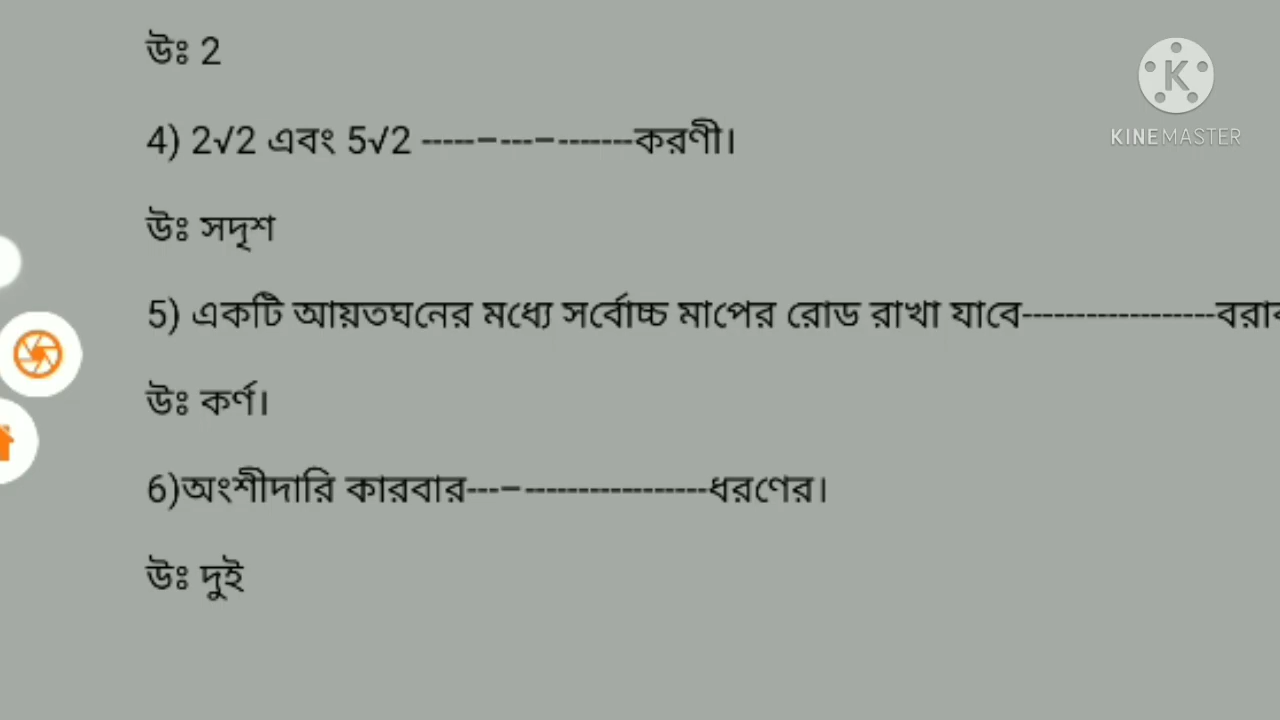 উঃ 2
4) 2√2 এবং 5√2 -----–---–-------করণী।
উঃ সদৃশ
5) একটি আয়তঘনের মধ্যে সর্বোচ্চ মাপের রোড রাখা যাবে------------------
উঃ কর্ণ।
6)অংশীদারি কারবার---–-----------------ধরণের।
উঃ দুই
K
KINEMASTER